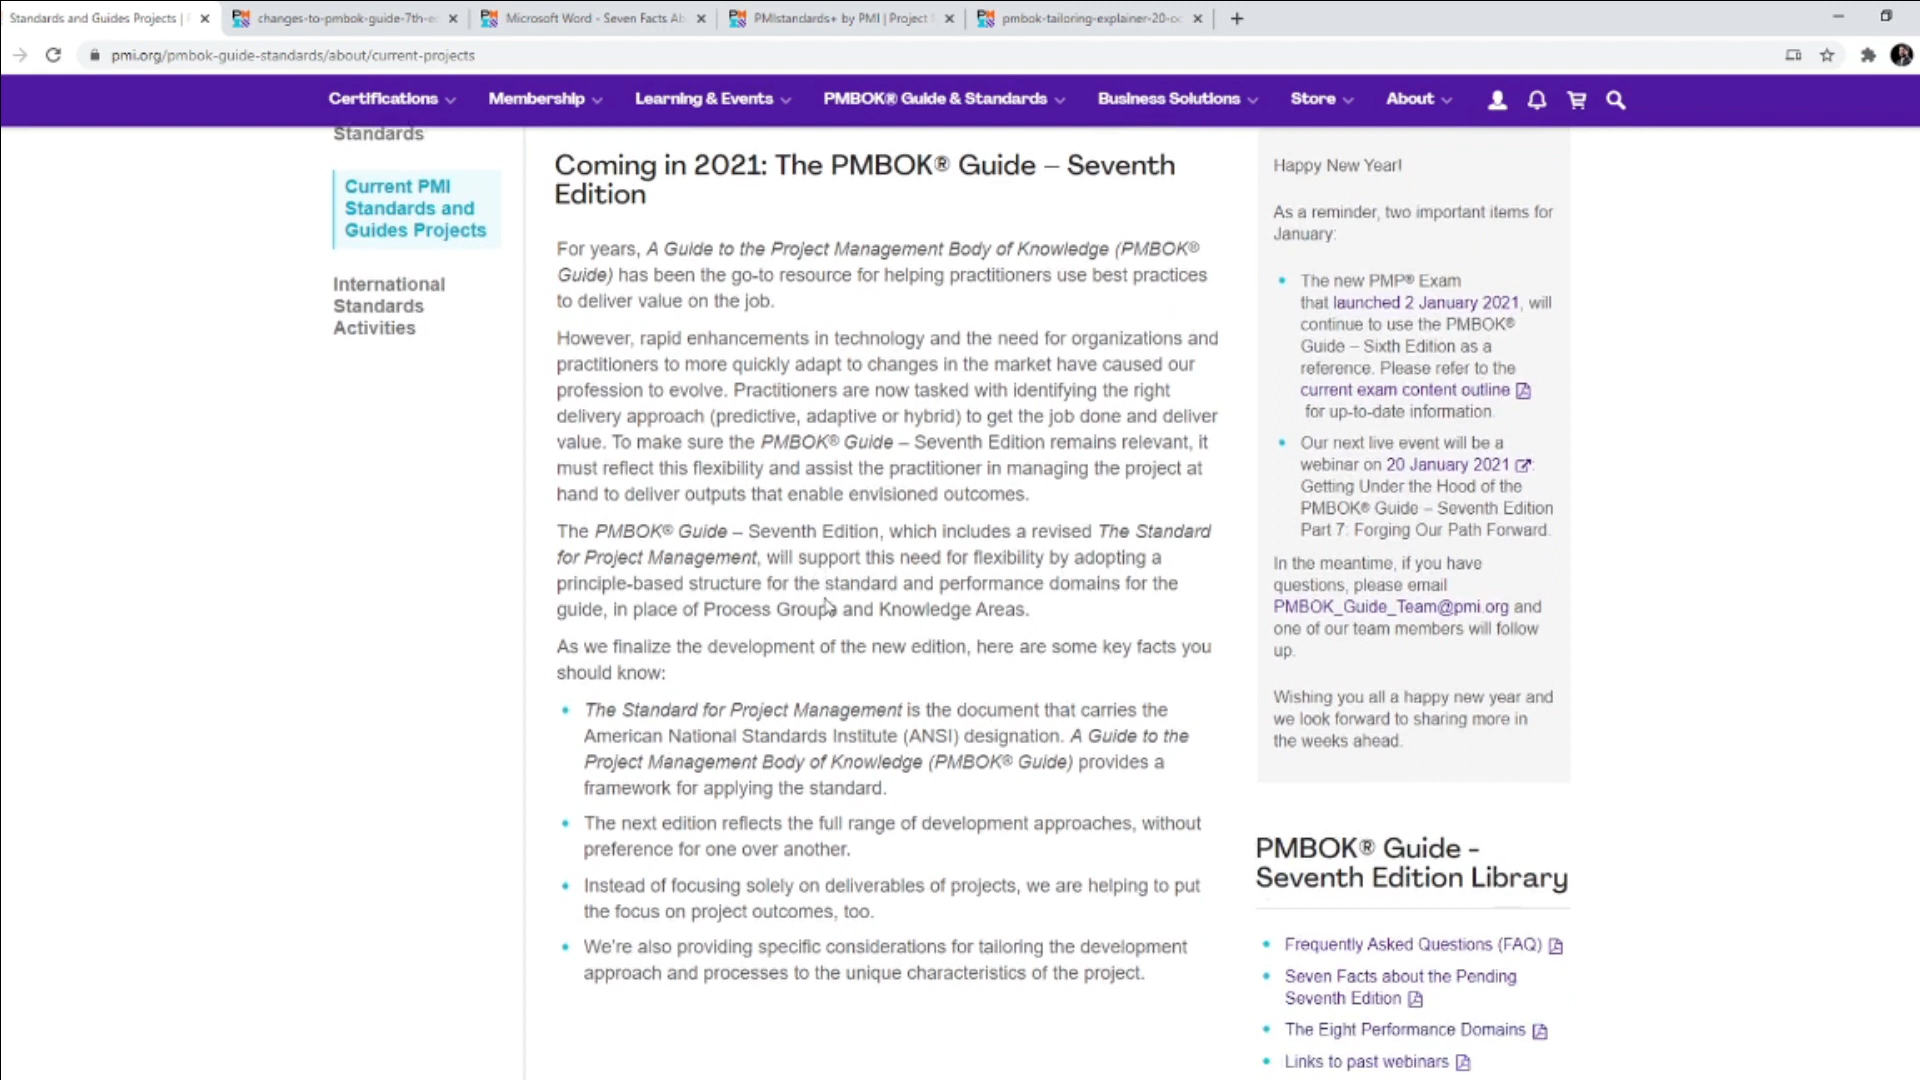 Standards and Guides Projects |
changes-to-pmbok-guide-7th-e
Microsoft Word - Seven Facts Ab
PMIstandards+ by PMI | Project
pmbok-tailoring-explainer-20-oc
pmi.org/pmbok-guide-standards/about/current-projects
Certifications
Membership
Learning & Events
PMBOK® Guide & Standards
Business Solutions
Store
About
Standards
Current PMI
Standards and
Guides Projects
International
Standards
Activities
Coming in 2021: The PMBOK® Guide – Seventh
Edition
For years, A Guide to the Project Management Body of Knowledge (PMBOK®
Guide) has been the go-to resource for helping practitioners use best practices
to deliver value on the job.
However, rapid enhancements in technology and the need for organizations and
practitioners to more quickly adapt to changes in the market have caused our
profession to evolve. Practitioners are now tasked with identifying the right
delivery approach (predictive, adaptive or hybrid) to get the job done and deliver
value. To make sure the PMBOK® Guide – Seventh Edition remains relevant, it
must reflect this flexibility and assist the practitioner in managing the project at
hand to deliver outputs that enable envisioned outcomes.
The PMBOK® Guide – Seventh Edition, which includes a revised The Standard
for Project Management, will support this need for flexibility by adopting a
principle-based structure for the standard and performance domains for the
guide, in place of Process Groups and Knowledge Areas.
As we finalize the development of the new edition, here are some key facts you
should know:
• The Standard for Project Management is the document that carries the
American National Standards Institute (ANSI) designation. A Guide to the
Project Management Body of Knowledge (PMBOK® Guide) provides a
framework for applying the standard.
• The next edition reflects the full range of development approaches, without
preference for one over another.
• Instead of focusing solely on deliverables of projects, we are helping to put
the focus on project outcomes, too.
• We're also providing specific considerations for tailoring the development
approach and processes to the unique characteristics of the project.
Happy New Year!
As a reminder, two important items for
January:
• The new PMP® Exam
that launched 2 January 2021, will
continue to use the PMBOK®
Guide – Sixth Edition as a
reference. Please refer to the
current exam content outline
for up-to-date information.
• Our next live event will be a
webinar on 20 January 2021 :
Getting Under the Hood of the
PMBOK® Guide – Seventh Edition
Part 7: Forging Our Path Forward.
In the meantime, if you have
questions, please email
PMBOK_Guide_Team@pmi.org and
one of our team members will follow
up.
Wishing you all a happy new year and
we look forward to sharing more in
the weeks ahead.
PMBOK® Guide -
Seventh Edition Library
• Frequently Asked Questions (FAQ)
• Seven Facts about the Pending
Seventh Edition
• The Eight Performance Domains
• Links to past webinars